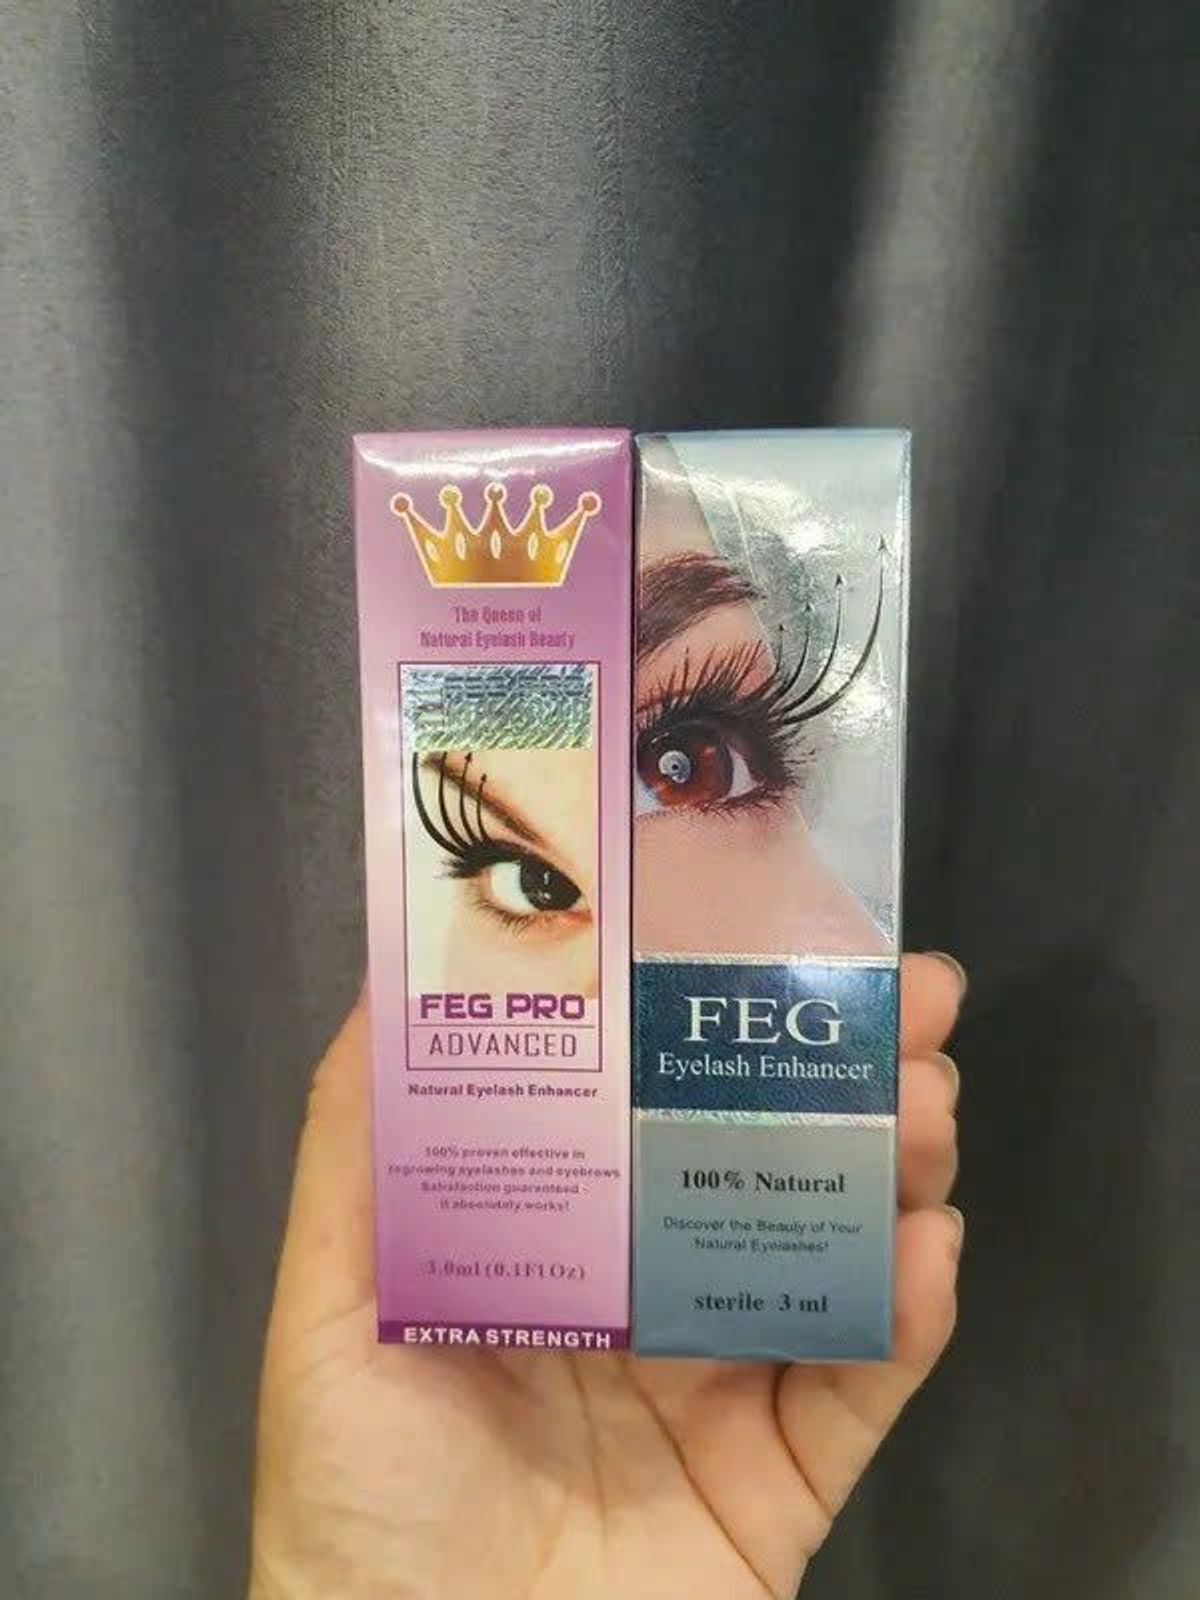 The Queen of
Natural Eyelash Beauty
FEG PRO
ADVANCED
Natural Eyelash Enhancer
100% proven effective in
regrowing eyelashes and eyebrows
Satisfaction guaranteed -
it absolutely works!
3.0ml (0.1Fl Oz)
EXTRA STRENGTH
FEG
Eyelash Enhancer
100% Natural
Discover the Beauty of Your
Natural Eyelashes!
sterile 3 ml